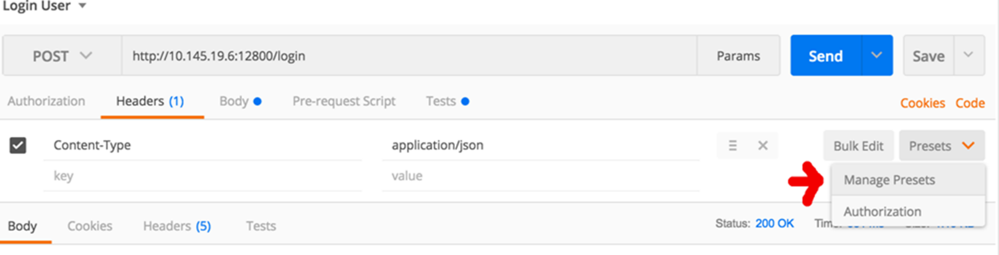 Login User
POST http://10.145.19.6:12800/login Params Send Save
Authorization Headers (1) Body Pre-request Script Tests Cookies Code
Content-Type application/json Bulk Edit Presets
key value
Manage Presets
Authorization
Body Cookies Headers (5) Tests Status: 200 OK